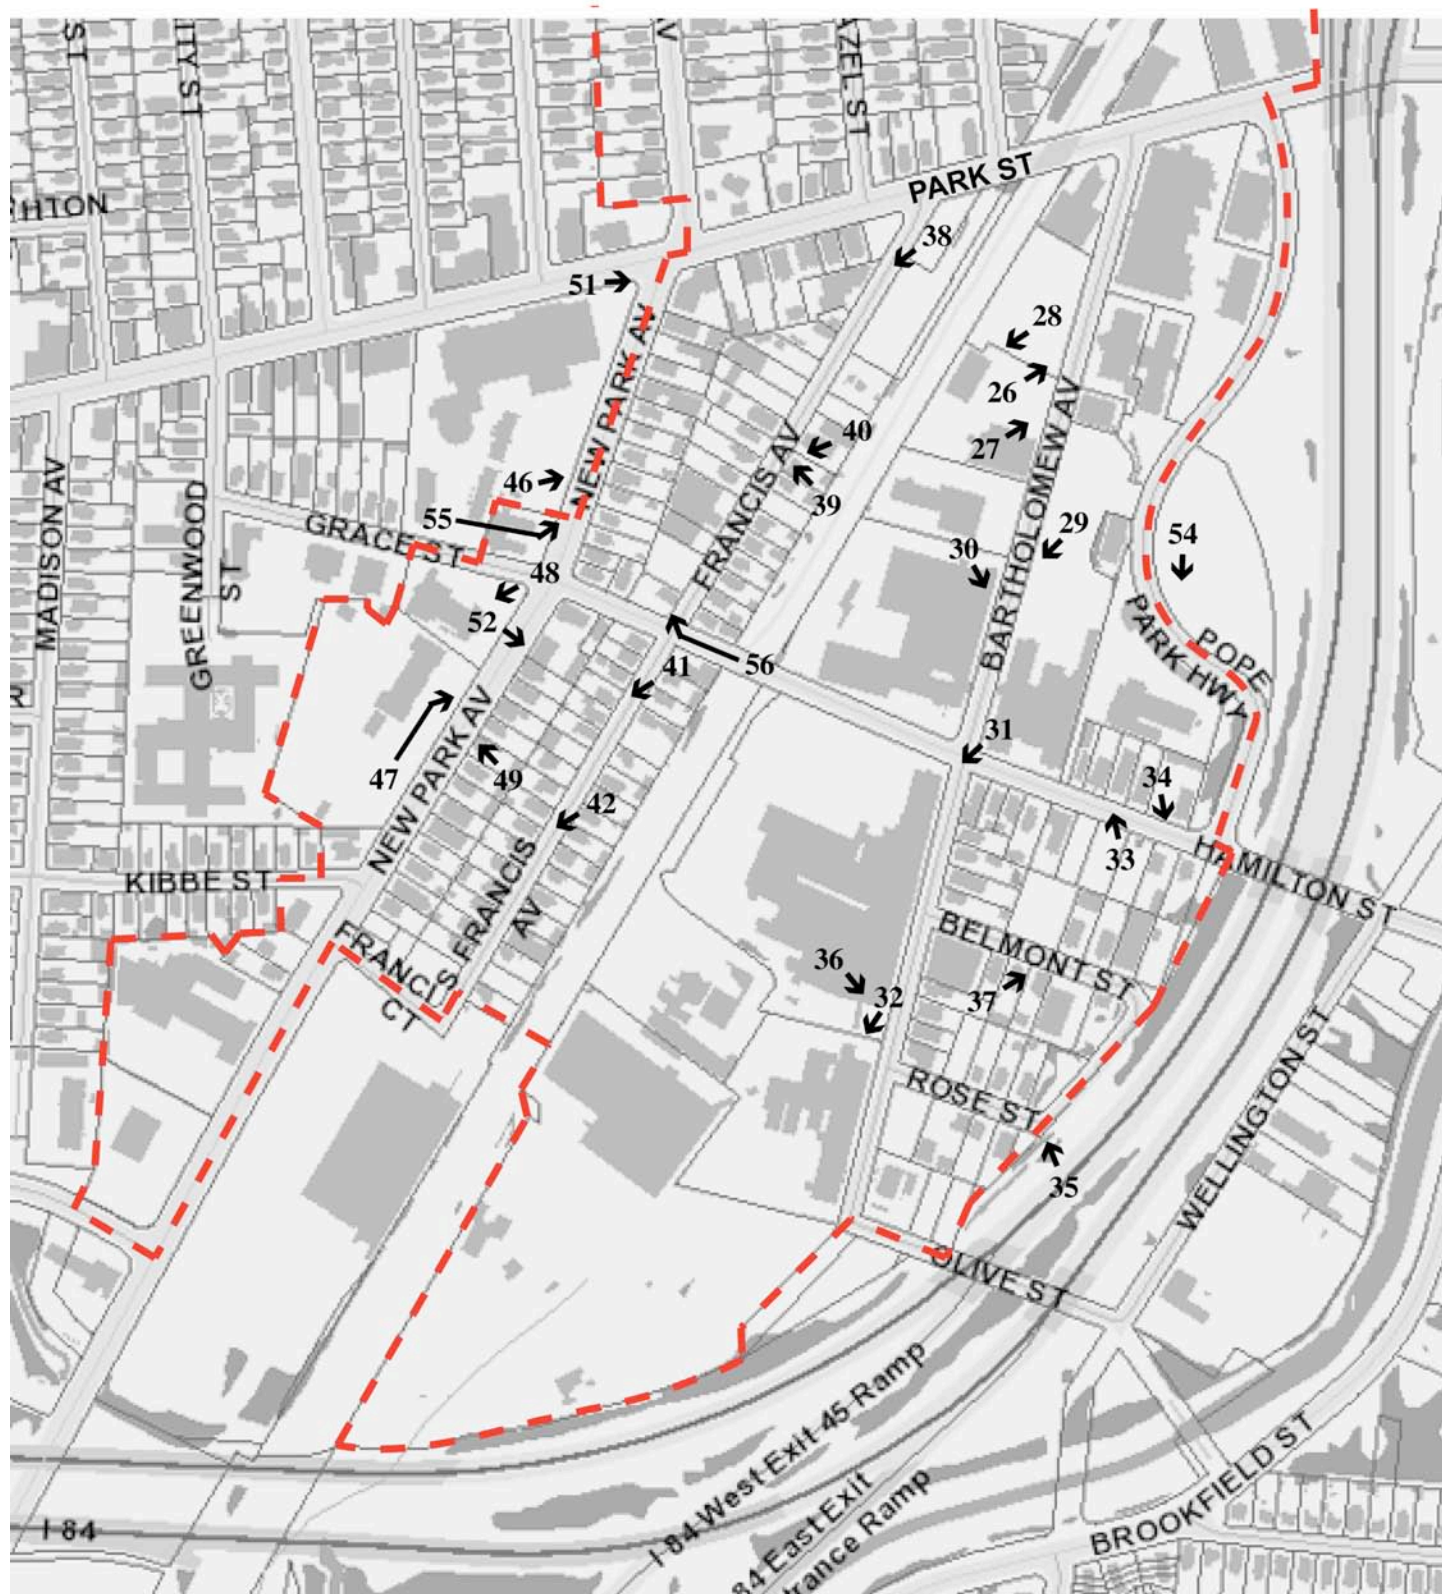 ST
ITY ST
AV
AZEL ST
PARK ST
HTON
38
51
28
NEW PARK AV
26
40
27
BARTHOLOMEW AV
FRANCIS AV
46
39
55
GRACE ST
29
54
30
MADISON AV
GREENWOOD
ST
48
52
POPE
PARK HWY
41
56
31
47
NEW PARK AV
49
34
42
33
HAMILTON ST
KIBBE ST
S FRANCIS
AV
BELMONT ST
FRANCI
CT
36
32
37
ROSE ST
WELLINGTON ST
35
OLIVE ST
I 84 West Exit 45 Ramp
BROOKFIELD ST
I 84
84 East Exit
trance Ramp